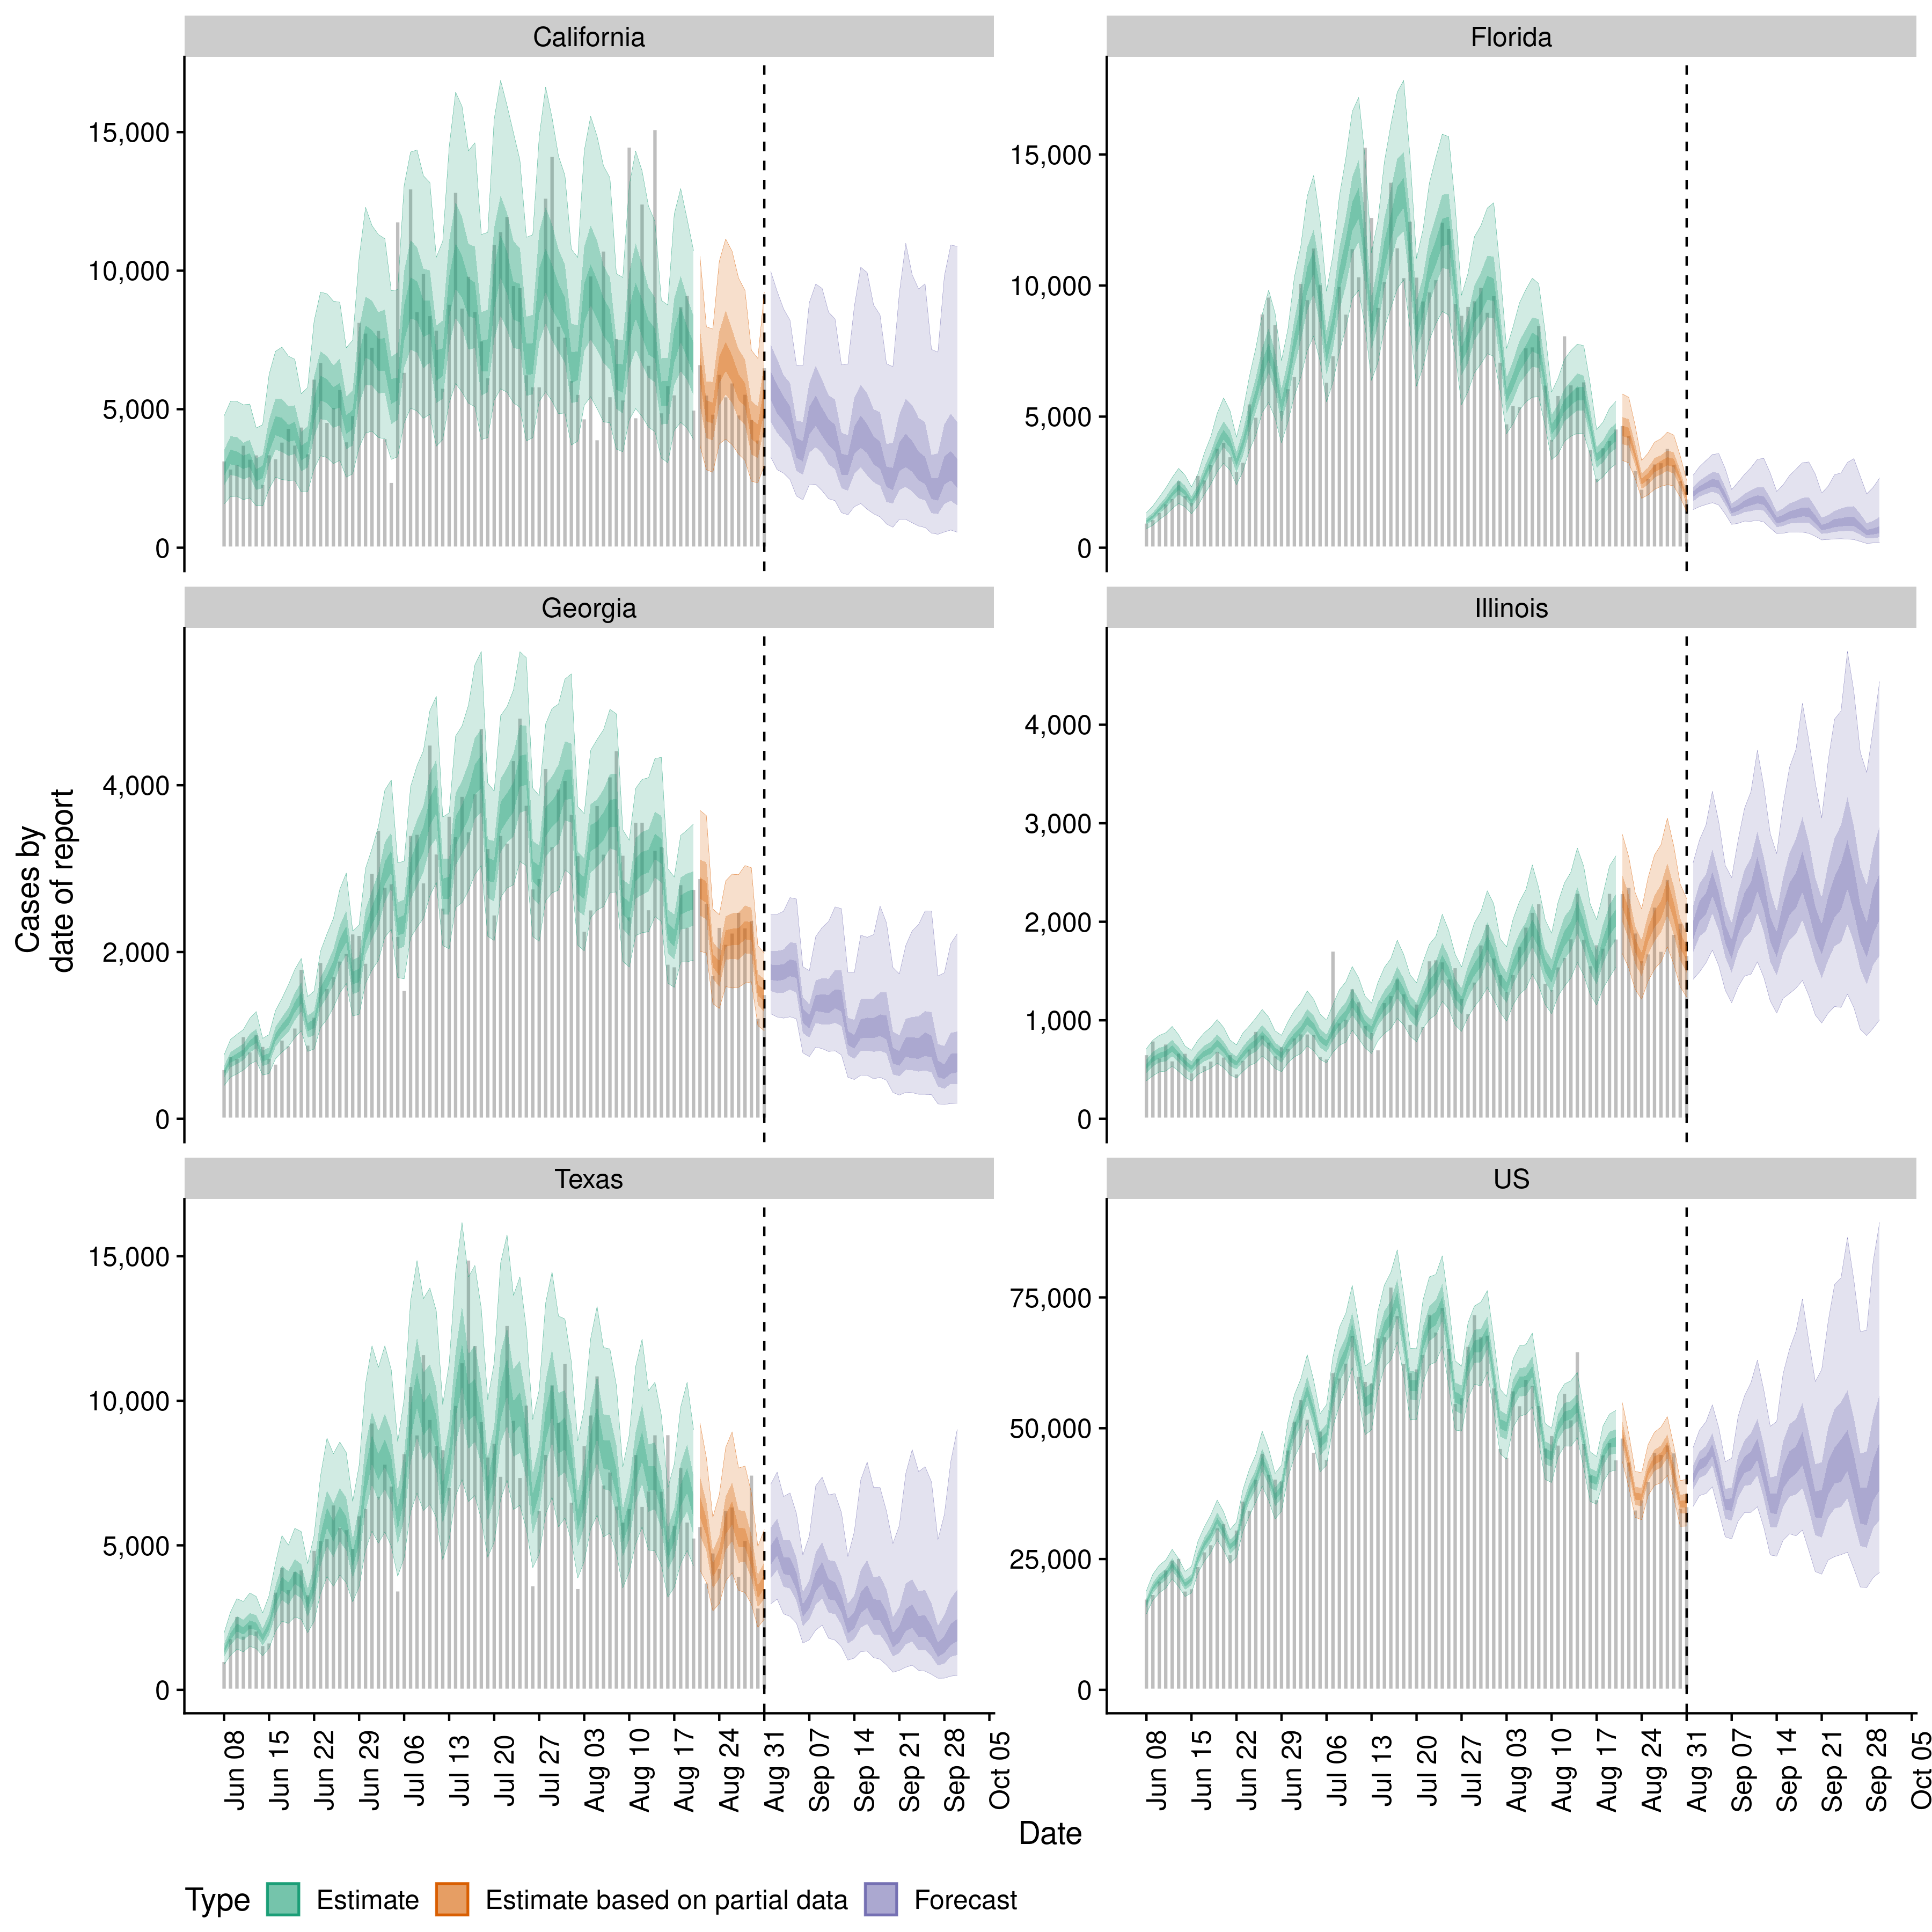 California
Florida
15,000
10,000
5,000
0
15,000
10,000
5,000
0
Georgia
Illinois
4,000
2,000
0
4,000
3,000
2,000
1,000
0
Cases by
date of report
Texas
US
15,000
10,000
5,000
0
75,000
50,000
25,000
0
Jun 08
Jun 15
Jun 22
Jun 29
Jul 06
Jul 13
Jul 20
Jul 27
Aug 03
Aug 10
Aug 17
Aug 24
Aug 31
Sep 07
Sep 14
Sep 21
Sep 28
Oct 05
Jun 08
Jun 15
Jun 22
Jun 29
Jul 06
Jul 13
Jul 20
Jul 27
Aug 03
Aug 10
Aug 17
Aug 24
Aug 31
Sep 07
Sep 14
Sep 21
Sep 28
Oct 05
Date
Type Estimate Estimate based on partial data Forecast